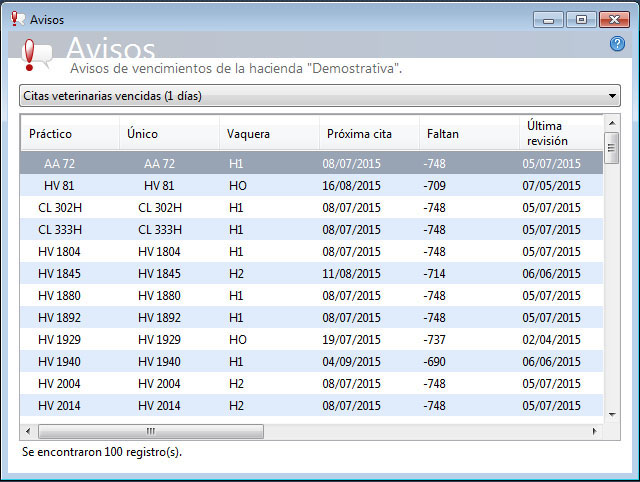 Avisos
Avisos
Avisos de vencimientos de la hacienda "Demostrativa".
Citas veterinarias vencidas (1 días)
Práctico Único Vaquera Próxima cita Faltan Última revisión
AA 72 AA 72 H1 08/07/2015 -748 05/07/2015
HV 81 HV 81 HO 16/08/2015 -709 07/05/2015
CL 302H CL 302H H1 08/07/2015 -748 05/07/2015
CL 333H CL 333H H1 08/07/2015 -748 05/07/2015
HV 1804 HV 1804 H1 08/07/2015 -748 05/07/2015
HV 1845 HV 1845 H2 11/08/2015 -714 06/06/2015
HV 1880 HV 1880 H1 08/07/2015 -748 05/07/2015
HV 1892 HV 1892 H1 08/07/2015 -748 05/07/2015
HV 1929 HV 1929 HO 19/07/2015 -737 02/04/2015
HV 1940 HV 1940 H1 04/09/2015 -690 06/06/2015
HV 2004 HV 2004 H2 08/07/2015 -748 05/07/2015
HV 2014 HV 2014 H2 08/07/2015 -748 05/07/2015
Se encontraron 100 registro(s).